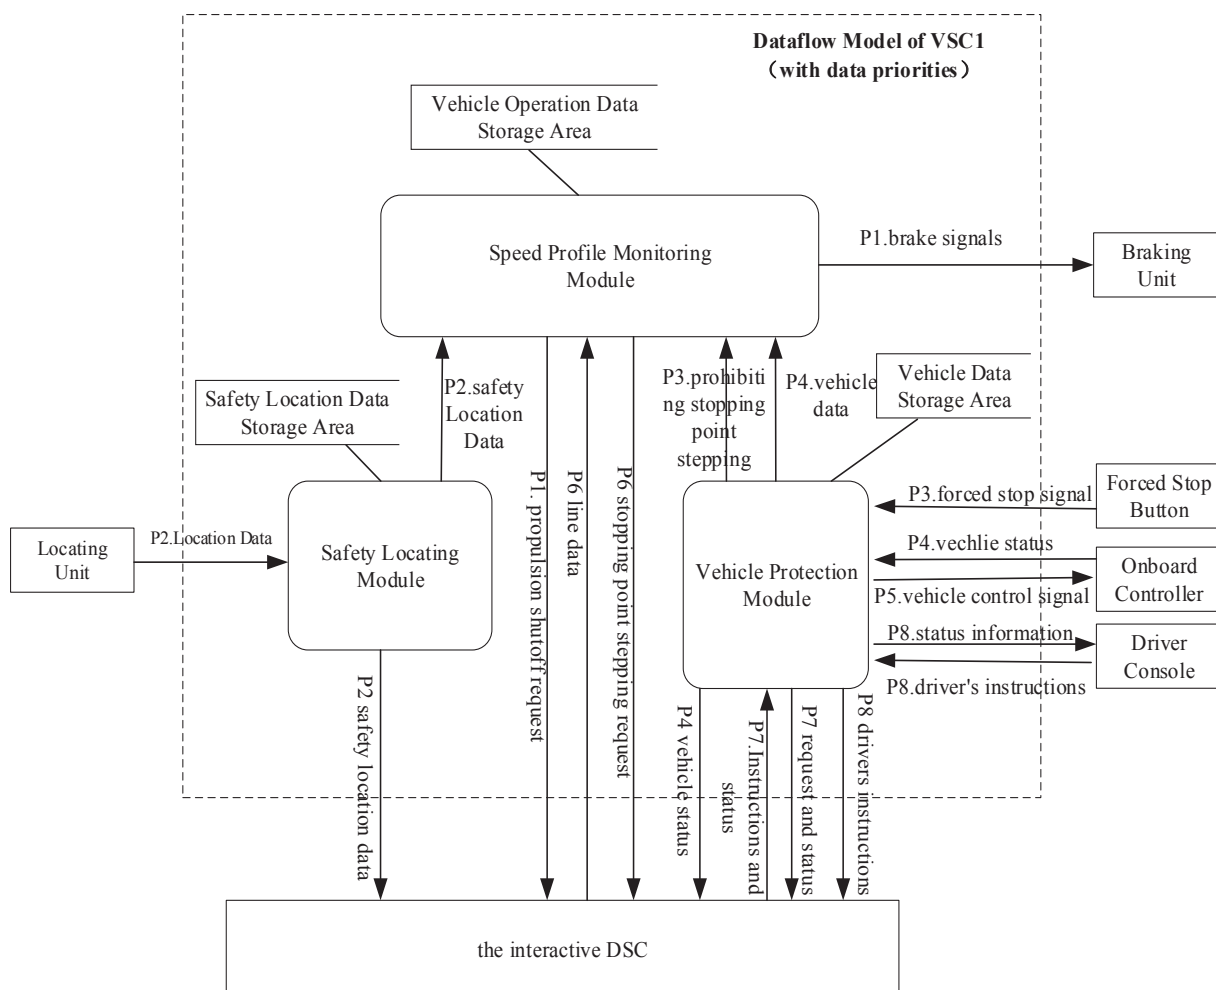 Dataflow Model of VSC1
（with data priorities）
Vehicle Operation Data
Storage Area
Speed Profile Monitoring
Module
P1.brake signals
Braking
Unit
Safety Location Data
Storage Area
P2.safety
Location
Data
P3.prohibiti
ng stopping
point
stepping
P4.vehicle
data
Vehicle Data
Storage Area
Locating
Unit
P2.Location Data
Safety Locating
Module
P1. propulsion shutoff request
P6 line data
P6 stopping point stepping request
Vehicle Protection
Module
P3.forced stop signal
Forced Stop
Button
P4.vechlie status
P5.vehicle control signal
Onboard
Controller
P8.status information
P8.driver's instructions
Driver
Console
P2 safety location data
P4 vehicle status
P7.Instructions and
status
P7 request and status
P8 drivers instructions
the interactive DSC